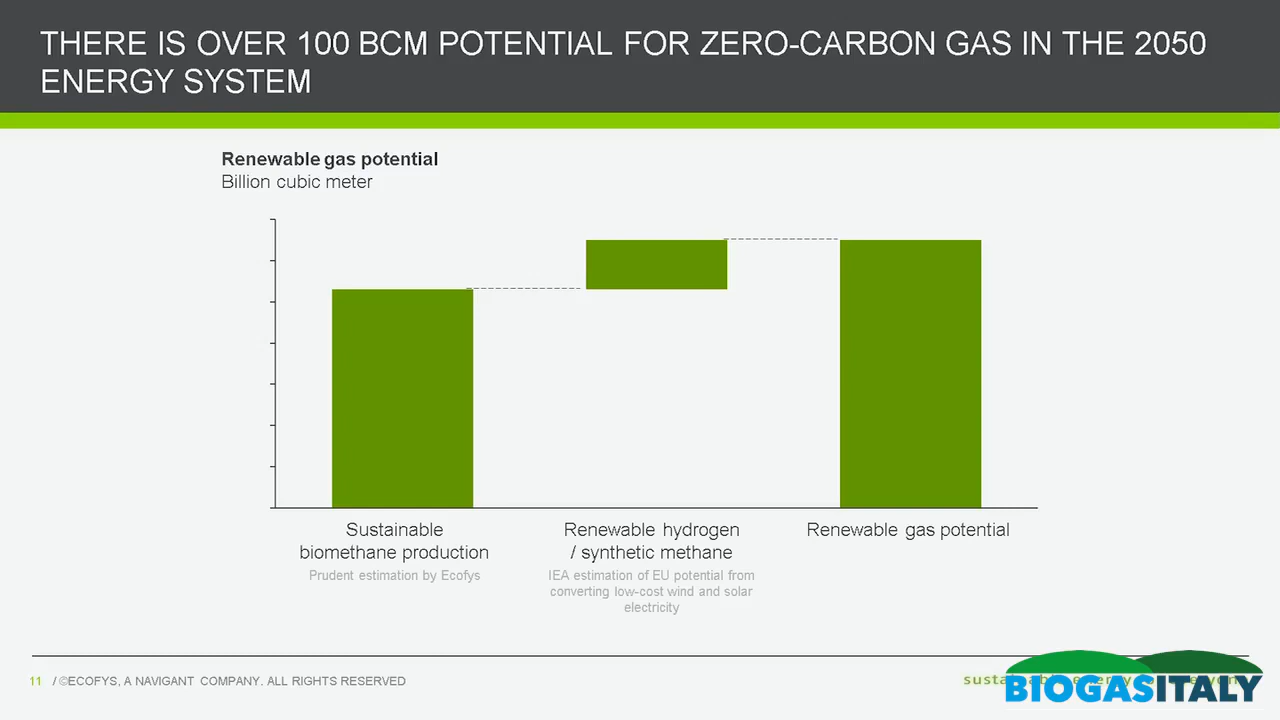 THERE IS OVER 100 BCM POTENTIAL FOR ZERO-CARBON GAS IN THE 2050
ENERGY SYSTEM
Renewable gas potential
Billion cubic meter
Sustainable
biomethane production
Prudent estimation by Ecofys
Renewable hydrogen
/ synthetic methane
IEA estimation of EU potential from
converting low-cost wind and solar
electricity
Renewable gas potential
11 / ©ECOFYS, A NAVIGANT COMPANY. ALL RIGHTS RESERVED
BIOGASITALY